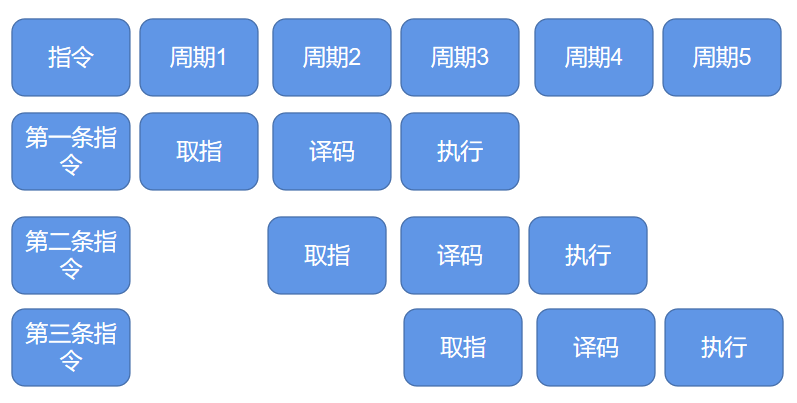 指令 周期1 周期2 周期3 周期4 周期5
第一条指令 取指 译码 执行
第二条指令 取指 译码 执行
第三条指令 取指 译码 执行